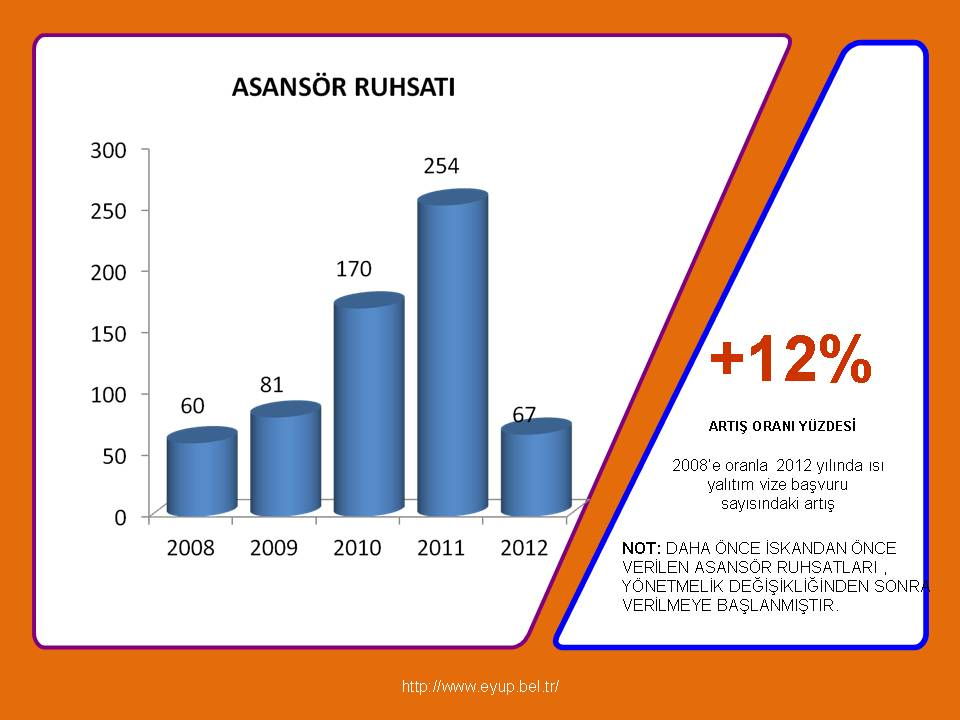 ASANSÖR RUHSATI
300
250
200
150
100
50
0
60
81
170
254
67
2008
2009
2010
2011
2012
+12%
ARTIŞ ORANI YÜZDESİ
2008'e oranla 2012 yılında ısı
yalıtım vize başvuru
sayısındaki artış
NOT: DAHA ÖNCE İSKANDAN ÖNCE
VERİLEN ASANSÖR RUHSATLARI ,
YÖNETMELİK DEĞİŞİKLİĞİNDEN SONRA
VERİLMEYE BAŞLANMIŞTIR.
http://www.eyup.bel.tr/